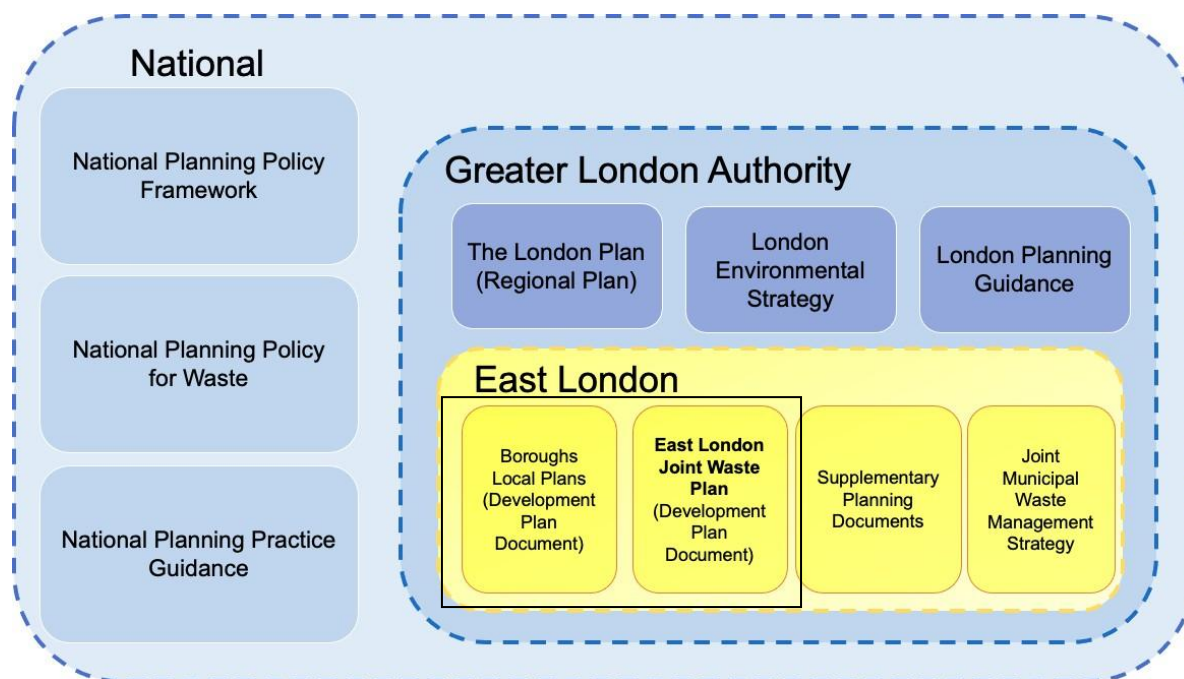 National
National Planning Policy
Framework
National Planning Policy
for Waste
National Planning Practice
Guidance
Greater London Authority
The London Plan
(Regional Plan)
London
Environmental
Strategy
London Planning
Guidance
East London
Boroughs
Local Plans
(Development
Plan
Document)
East London
Joint Waste
Plan
(Development
Plan
Document)
Supplementary
Planning
Documents
Joint
Municipal
Waste
Management
Strategy